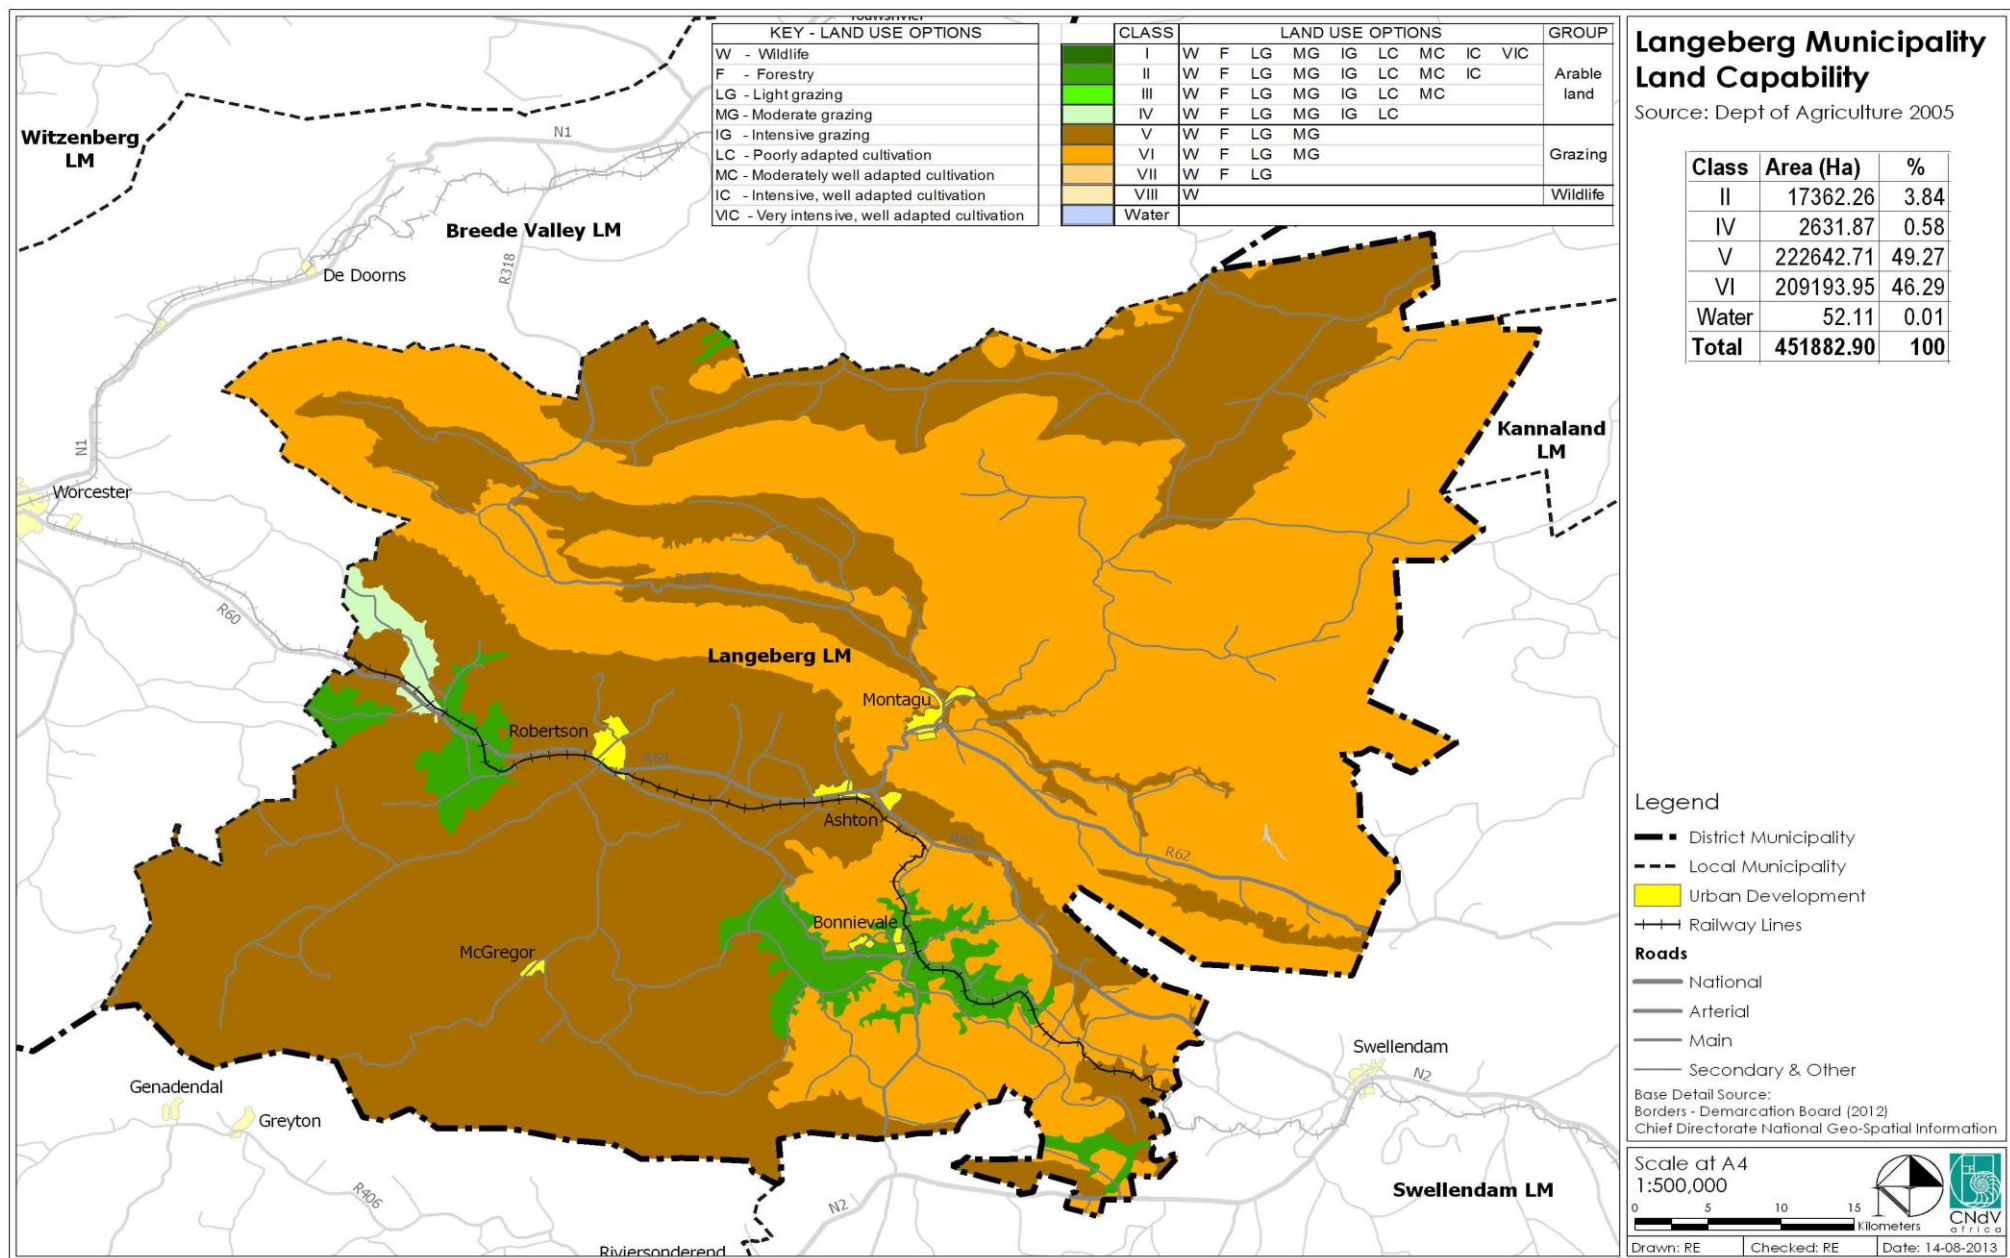 KEY - LAND USE OPTIONS
W - Wildlife
F - Forestry
LG - Light grazing
MG - Moderate grazing
IG - Intensive grazing
LC - Poorly adapted cultivation
MC - Moderately well adapted cultivation
IC - Intensive, well adapted cultivation
VIC - Very intensive, well adapted cultivation
CLASS LAND USE OPTIONS GROUP
I W F LG MG IG LC MC IC VIC
II W F LG MG IG LC MC IC
III W F LG MG IG LC MC
IV W F LG MG IG LC
Arable
land
V W F LG MG
VI W F LG MG
VII W F LG
Grazing
VIII W Wildlife
Water
Witzenberg
LM
N1
Breede Valley LM
R318
De Doorns
N1
Worcester
R60
Kannaland
LM
R318
Langeberg LM
Montagu
Robertson
R60
Ashton
R60
R62
Bonnievale
McGregor
Genadendal
Greyton
R406
N2
Riviersonderend
Swellendam
N2
Swellendam LM
Langeberg Municipality
Land Capability
Source: Dept of Agriculture 2005
Class Area (Ha) %
II 17362.26 3.84
IV 2631.87 0.58
V 222642.71 49.27
VI 209193.95 46.29
Water 52.11 0.01
Total 451882.90 100
Legend
District Municipality
Local Municipality
Urban Development
Railway Lines
Roads
National
Arterial
Main
Secondary & Other
Base Detail Source:
Borders - Demarcation Board (2012)
Chief Directorate National Geo-Spatial Information
Scale at A4
1:500,000
0 5 10 15
Kilometers
CNdV
africa
Drawn: RE Checked: RE Date: 14-08-2013